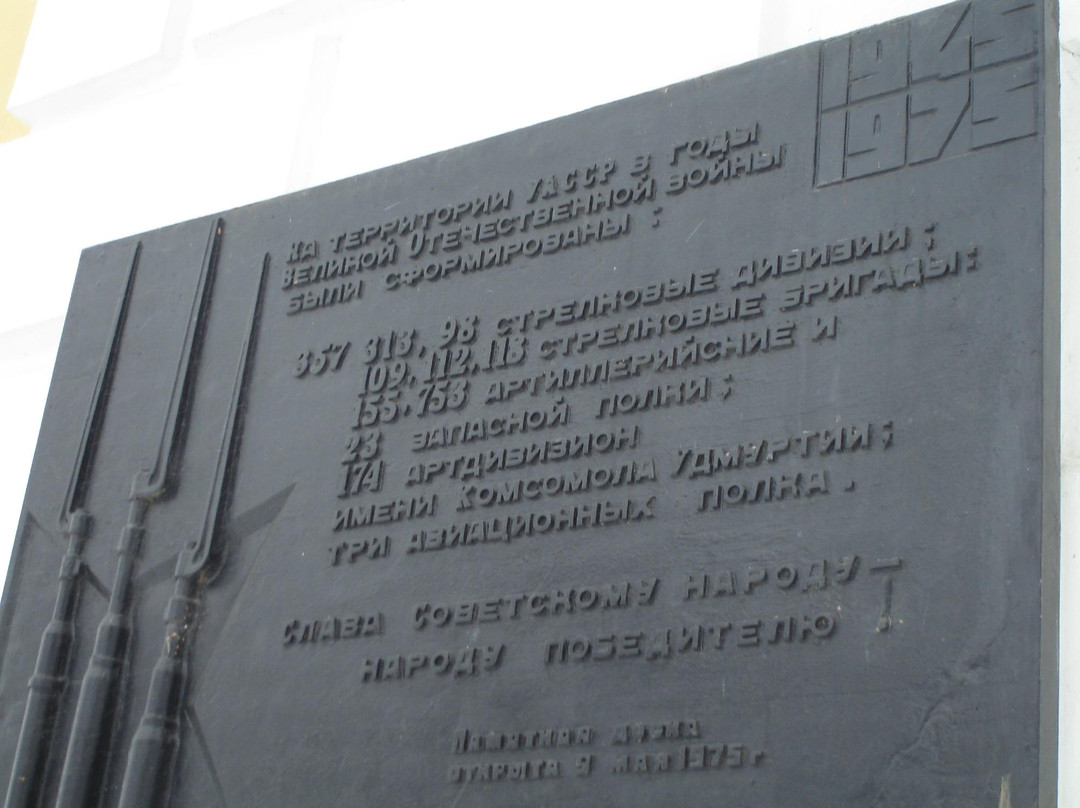 1945
1975
НА ТЕРРИТОРИИ УАССР В ГОДЫ
ВЕЛИКОЙ ОТЕЧЕСТВЕННОЙ ВОЙНЫ
БЫЛИ СФОРМИРОВАНЫ :
357 313, 98 СТРЕЛКОВЫЕ ДИВИЗИИ ;
109, 112, 118 СТРЕЛКОВЫЕ БРИГАДЫ ;
155, 753 АРТИЛЛЕРИЙСКИЕ И
23 ЗАПАСНОЙ ПОЛКИ ;
174 АРТДИВИЗИОН
ИМЕНИ КОМСОМОЛА УДМУРТИИ ;
ТРИ АВИАЦИОННЫХ ПОЛКА .
СЛАВА СОВЕТСКОМУ НАРОДУ —
НАРОДУ ПОБЕДИТЕЛЮ !
ПАМЯТНАЯ ДОСКА
ОТКРЫТА 9 МАЯ 1975 г